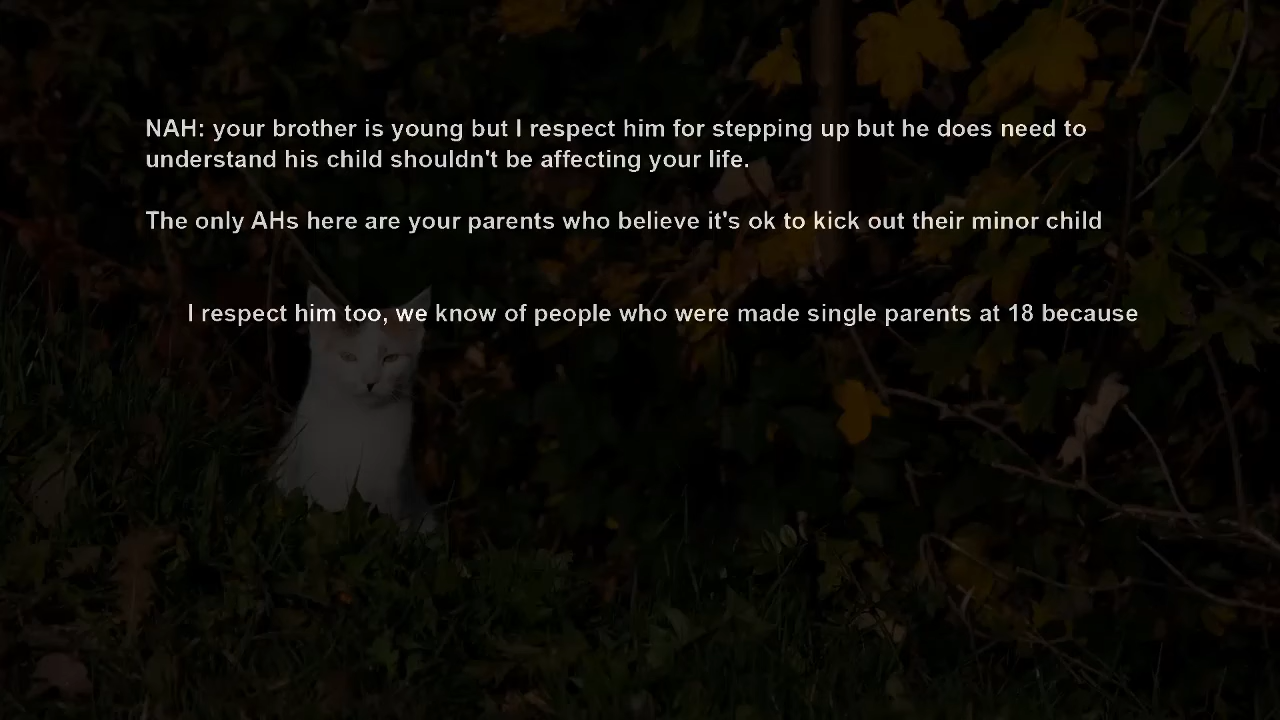 NAH: your brother is young but I respect him for stepping up but he does need to
understand his child shouldn't be affecting your life.
The only AHs here are your parents who believe it's ok to kick out their minor child
I respect him too, we know of people who were made single parents at 18 because